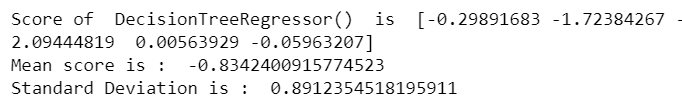 Score of  DecisionTreeRegressor()  is  [-0.29891683 -1.72384267 -
2.09444819  0.00563929 -0.05963207]
Mean score is :  -0.8342400915774523
Standard Deviation is :  0.8912354518195911